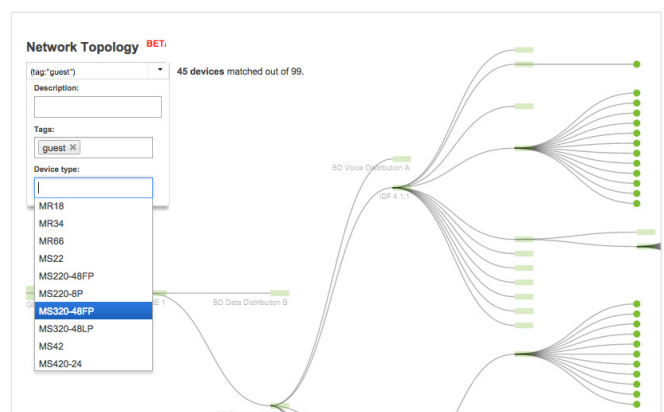 Network Topology BETA
(tag:"guest")
45 devices matched out of 99.
Description:
Tags:
guest ×
Device type:
MR18
MR34
MR66
MS22
MS220-48FP
MS220-8P
MS320-48FP
MS320-48LP
MS42
MS420-24
BD Voice Distribution A
IDF 4.1.1
E 1
BD Data Distribution B